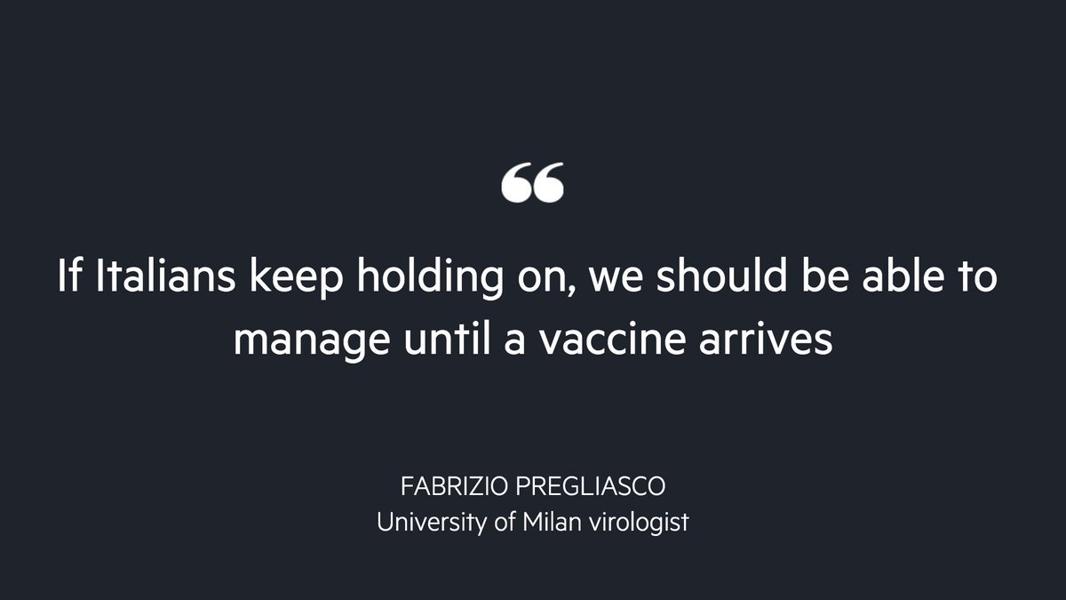 “
If Italians keep holding on, we should be able to
manage until a vaccine arrives
FABRIZIO PREGLIASCO
University of Milan virologist